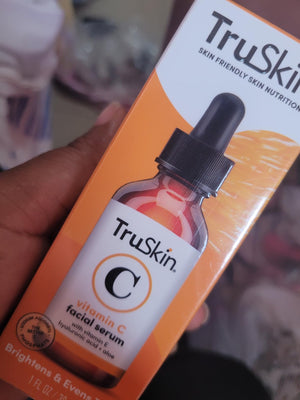 TruSkin
SKIN FRIENDLY SKIN NUTRITION
TruSkin
C
vitamin C
facial serum
with vitamin E
hyaluronic acid + aloe
Brightens & Evens
1 FL OZ